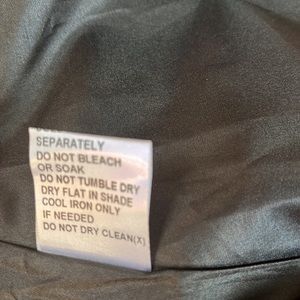 SEPARATELY
DO NOT BLEACH
OR SOAK
DO NOT TUMBLE DRY
DRY FLAT IN SHADE
COOL IRON ONLY
IF NEEDED
DO NOT DRY CLEAN(X)